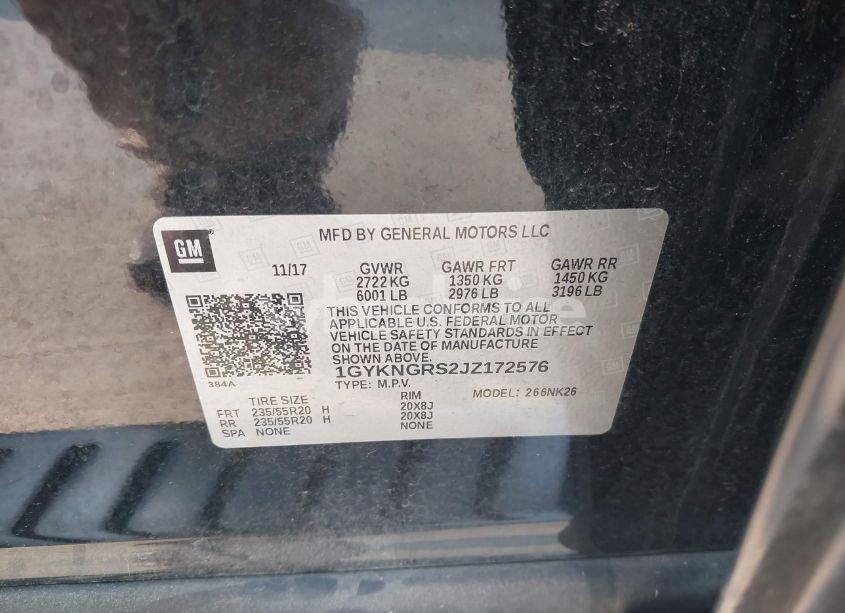 GM
MFD BY GENERAL MOTORS LLC
11/17 GVWR GAWR FRT GAWR RR
2722 KG 1350 KG 1450 KG
6001 LB 2976 LB 3196 LB
THIS VEHICLE CONFORMS TO ALL
APPLICABLE U.S. FEDERAL MOTOR
VEHICLE SAFETY STANDARDS IN EFFECT
ON THE DATE OF MANUFACTURE
SHOWN ABOVE.
1GYKNGRS2JZ172576
384A
TYPE: M.P.V. MODEL: 266NK26
TIRE SIZE RIM
FRT 235/55R20 H 20X8J
RR 235/55R20 H 20X8J
SPA NONE NONE